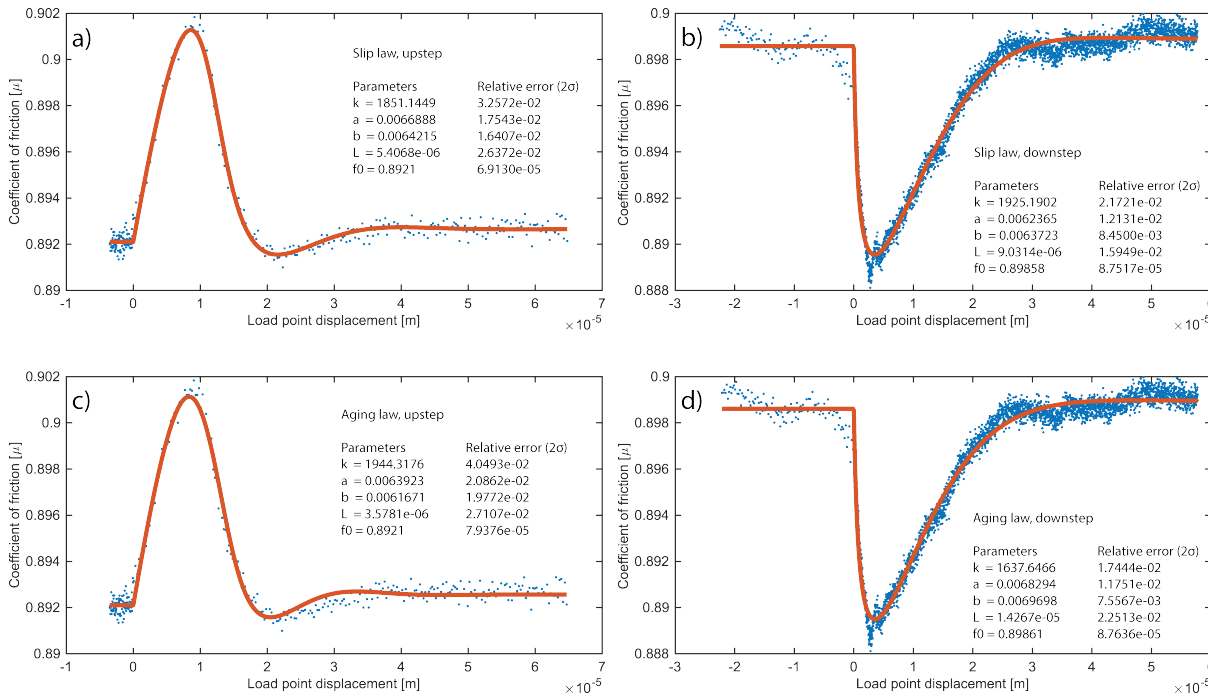 a)
Slip law, upstep
Parameters Relative error (2σ)
k = 1851.1449 3.2572e-02
a = 0.0066888 1.7543e-02
b = 0.0064215 1.6407e-02
L = 5.4068e-06 2.6372e-02
f0 = 0.8921 6.9130e-05
Coefficient of friction [μ]
0.902
0.9
0.898
0.896
0.894
0.892
0.89
-1 0 1 2 3 4 5 6 7
Load point displacement [m]
× 10⁻⁵
b)
Slip law, downstep
Parameters Relative error (2σ)
k = 1925.1902 2.1721e-02
a = 0.0062365 1.2131e-02
b = 0.0063723 8.4500e-03
L = 9.0314e-06 1.5949e-02
f0 = 0.89858 8.7517e-05
Coefficient of friction [μ]
0.9
0.898
0.896
0.894
0.892
0.89
0.888
-3 -2 -1 0 1 2 3 4 5 6
Load point displacement [m]
× 10⁻⁵
c)
Aging law, upstep
Parameters Relative error (2σ)
k = 1944.3176 4.0493e-02
a = 0.0063923 2.0862e-02
b = 0.0061671 1.9772e-02
L = 3.5781e-06 2.7107e-02
f0 = 0.8921 7.9376e-05
Coefficient of friction [μ]
0.902
0.9
0.898
0.896
0.894
0.892
0.89
-1 0 1 2 3 4 5 6 7
Load point displacement [m]
× 10⁻⁵
d)
Aging law, downstep
Parameters Relative error (2σ)
k = 1637.6466 1.7444e-02
a = 0.0068294 1.1751e-02
b = 0.0069698 7.5567e-03
L = 1.4267e-05 2.2513e-02
f0 = 0.89861 8.7636e-05
Coefficient of friction [μ]
0.9
0.898
0.896
0.894
0.892
0.89
0.888
-3 -2 -1 0 1 2 3 4 5 6
Load point displacement [m]
× 10⁻⁵